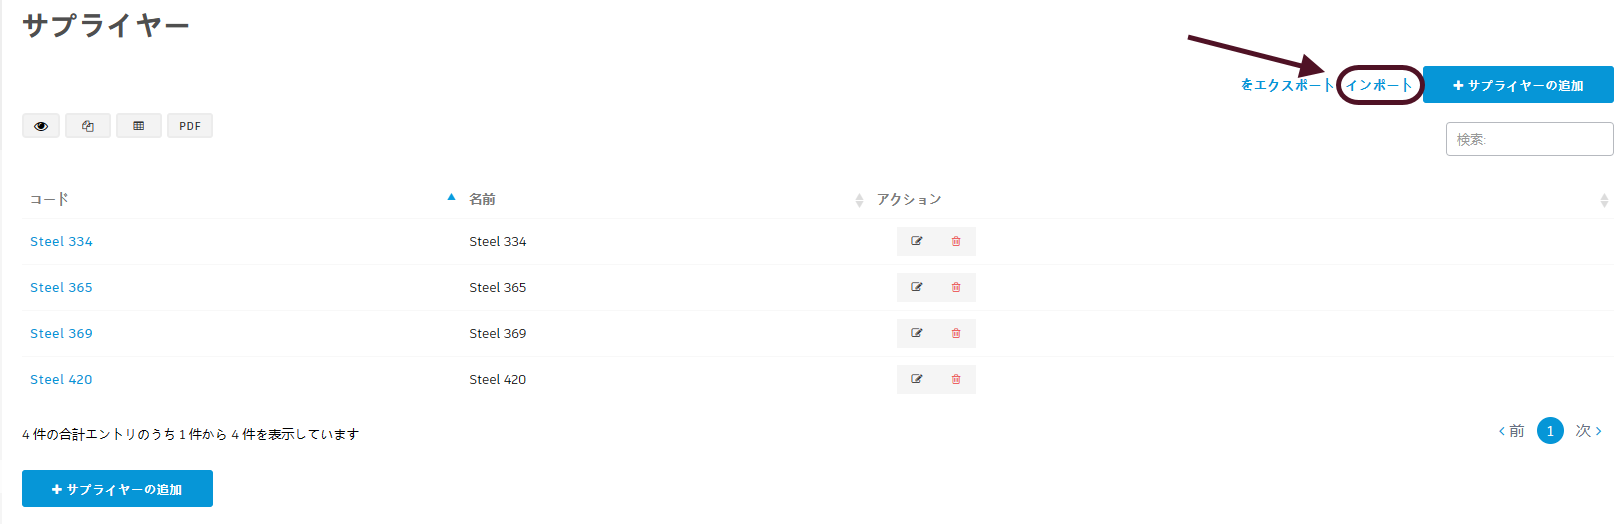 サプライヤー
をエクスポート インポート + サプライヤーの追加
PDF
検索:
コード 名前 アクション
Steel 334 Steel 334
Steel 365 Steel 365
Steel 369 Steel 369
Steel 420 Steel 420
4 件の合計エントリのうち 1 件から 4 件を表示しています
‹ 前 1 次 ›
+ サプライヤーの追加